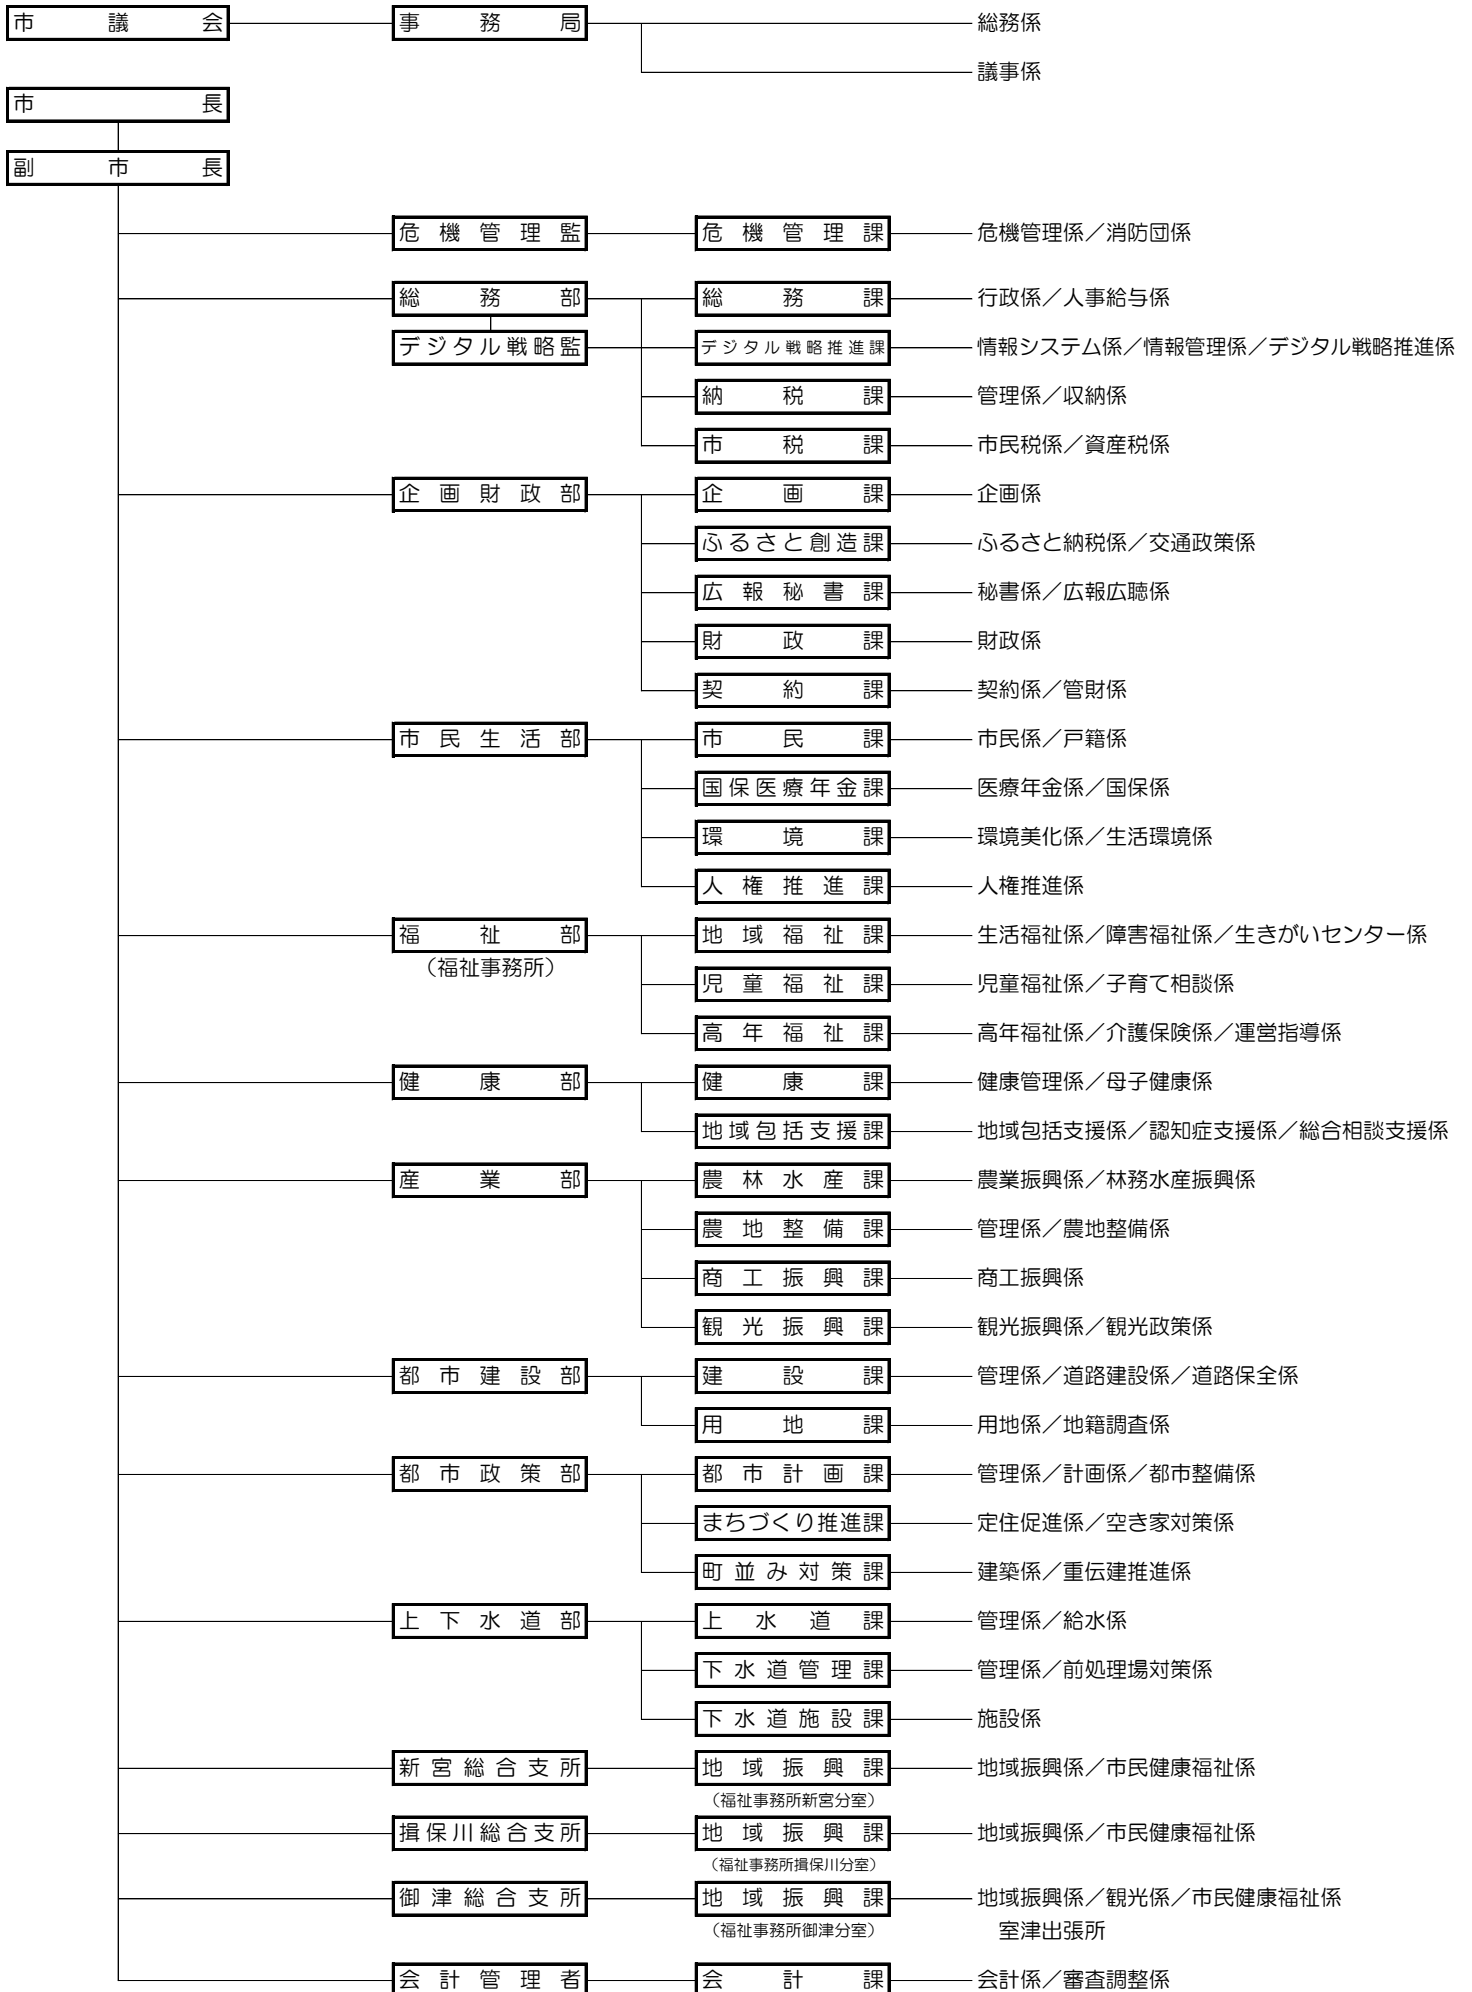 市議会 事務局 総務係
議事係
市長
副市長
危機管理監 危機管理課 危機管理係／消防団係
総務部 総務課 行政係／人事給与係
デジタル戦略監 デジタル戦略推進課 情報システム係／情報管理係／デジタル戦略推進係
納税課 管理係／収納係
市税課 市民税係／資産税係
企画財政部 企画課 企画係
ふるさと創造課 ふるさと納税係／交通政策係
広報秘書課 秘書係／広報広聴係
財政課 財政係
契約課 契約係／管財係
市民生活部 市民課 市民係／戸籍係
国保医療年金課 医療年金係／国保係
環境課 環境美化係／生活環境係
人権推進課 人権推進係
福祉部 地域福祉課 生活福祉係／障害福祉係／生きがいセンター係
（福祉事務所）
児童福祉課 児童福祉係／子育て相談係
高年福祉課 高年福祉係／介護保険係／運営指導係
健康部 健康課 健康管理係／母子健康係
地域包括支援課 地域包括支援係／認知症支援係／総合相談支援係
産業部 農林水産課 農業振興係／林務水産振興係
農地整備課 管理係／農地整備係
商工振興課 商工振興係
観光振興課 観光振興係／観光政策係
都市建設部 建設課 管理係／道路建設係／道路保全係
用地課 用地係／地籍調査係
都市政策部 都市計画課 管理係／計画係／都市整備係
まちづくり推進課 定住促進係／空き家対策係
町並み対策課 建築係／重伝建推進係
上下水道部 上水道課 管理係／給水係
下水道管理課 管理係／前処理場対策係
下水道施設課 施設係
新宮総合支所 地域振興課 地域振興係／市民健康福祉係
（福祉事務所新宮分室）
揖保川総合支所 地域振興課 地域振興係／市民健康福祉係
（福祉事務所揖保川分室）
御津総合支所 地域振興課 地域振興係／観光係／市民健康福祉係
（福祉事務所御津分室） 室津出張所
会計管理者 会計課 会計係／審査調整係